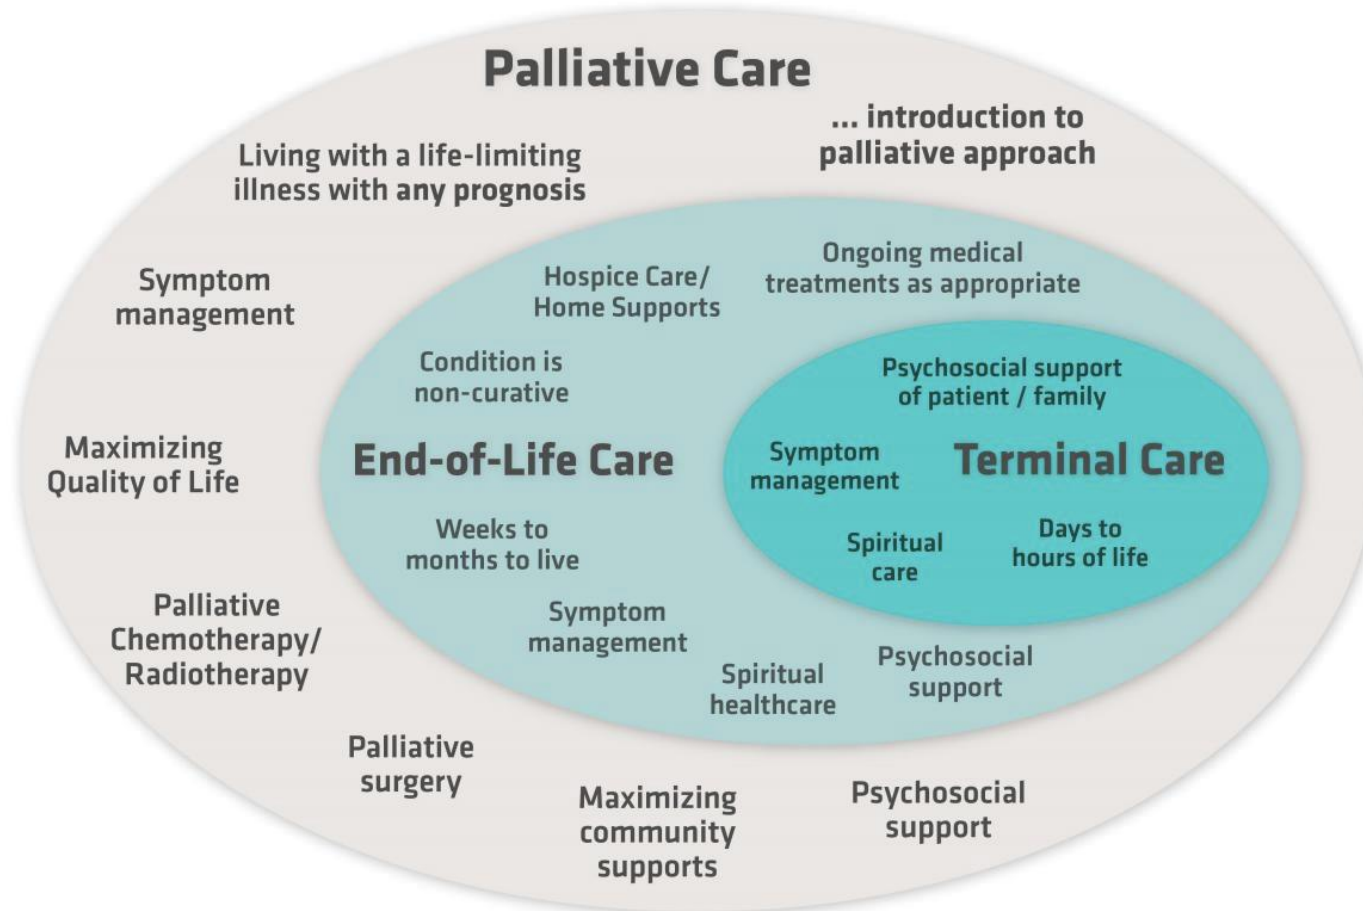 Palliative Care
... introduction to
palliative approach
Living with a life-limiting
illness with any prognosis
Symptom
management
Maximizing
Quality of Life
Palliative
Chemotherapy/
Radiotherapy
Palliative
surgery
Maximizing
community
supports
Psychosocial
support
Hospice Care/
Home Supports
Ongoing medical
treatments as appropriate
Condition is
non-curative
End-of-Life Care
Weeks to
months to live
Symptom
management
Spiritual
healthcare
Psychosocial
support
Psychosocial support
of patient / family
Symptom
management
Terminal Care
Spiritual
care
Days to
hours of life